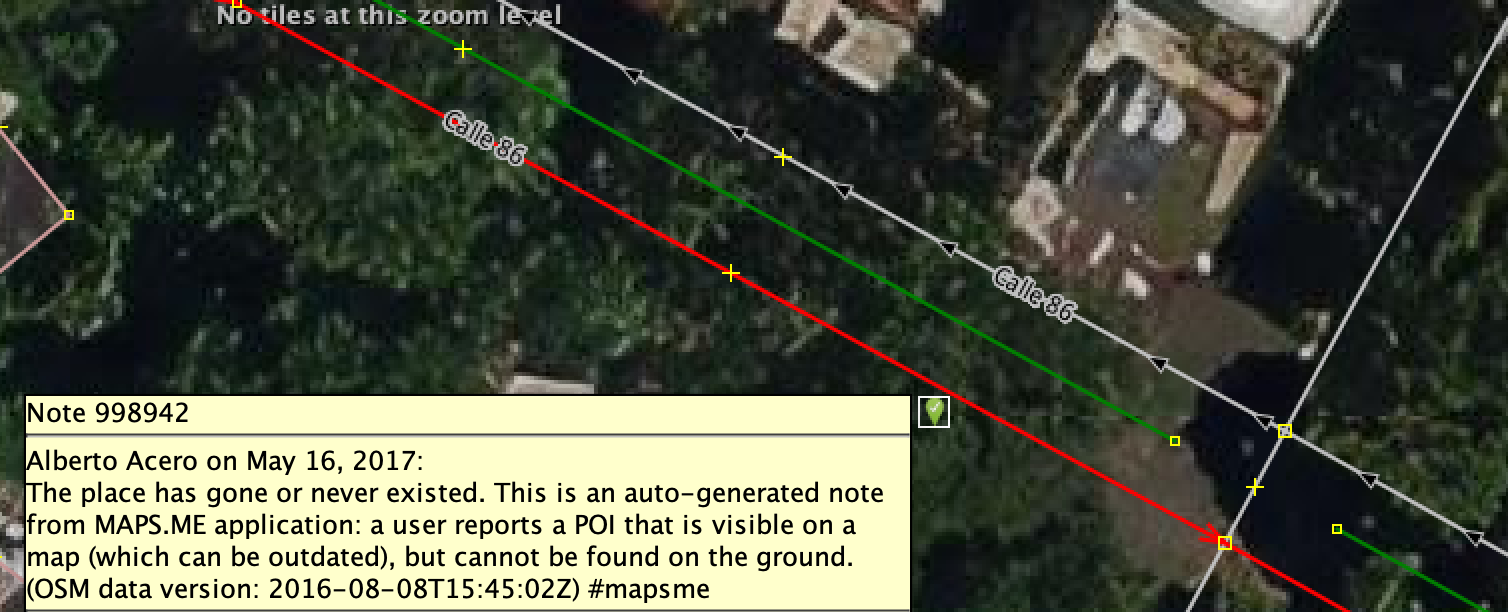 No tiles at this zoom level
Calle 86
Calle 86
Note 998942
Alberto Acero on May 16, 2017:
The place has gone or never existed. This is an auto-generated note
from MAPS.ME application: a user reports a POI that is visible on a
map (which can be outdated), but cannot be found on the ground.
(OSM data version: 2016-08-08T15:45:02Z) #mapsme